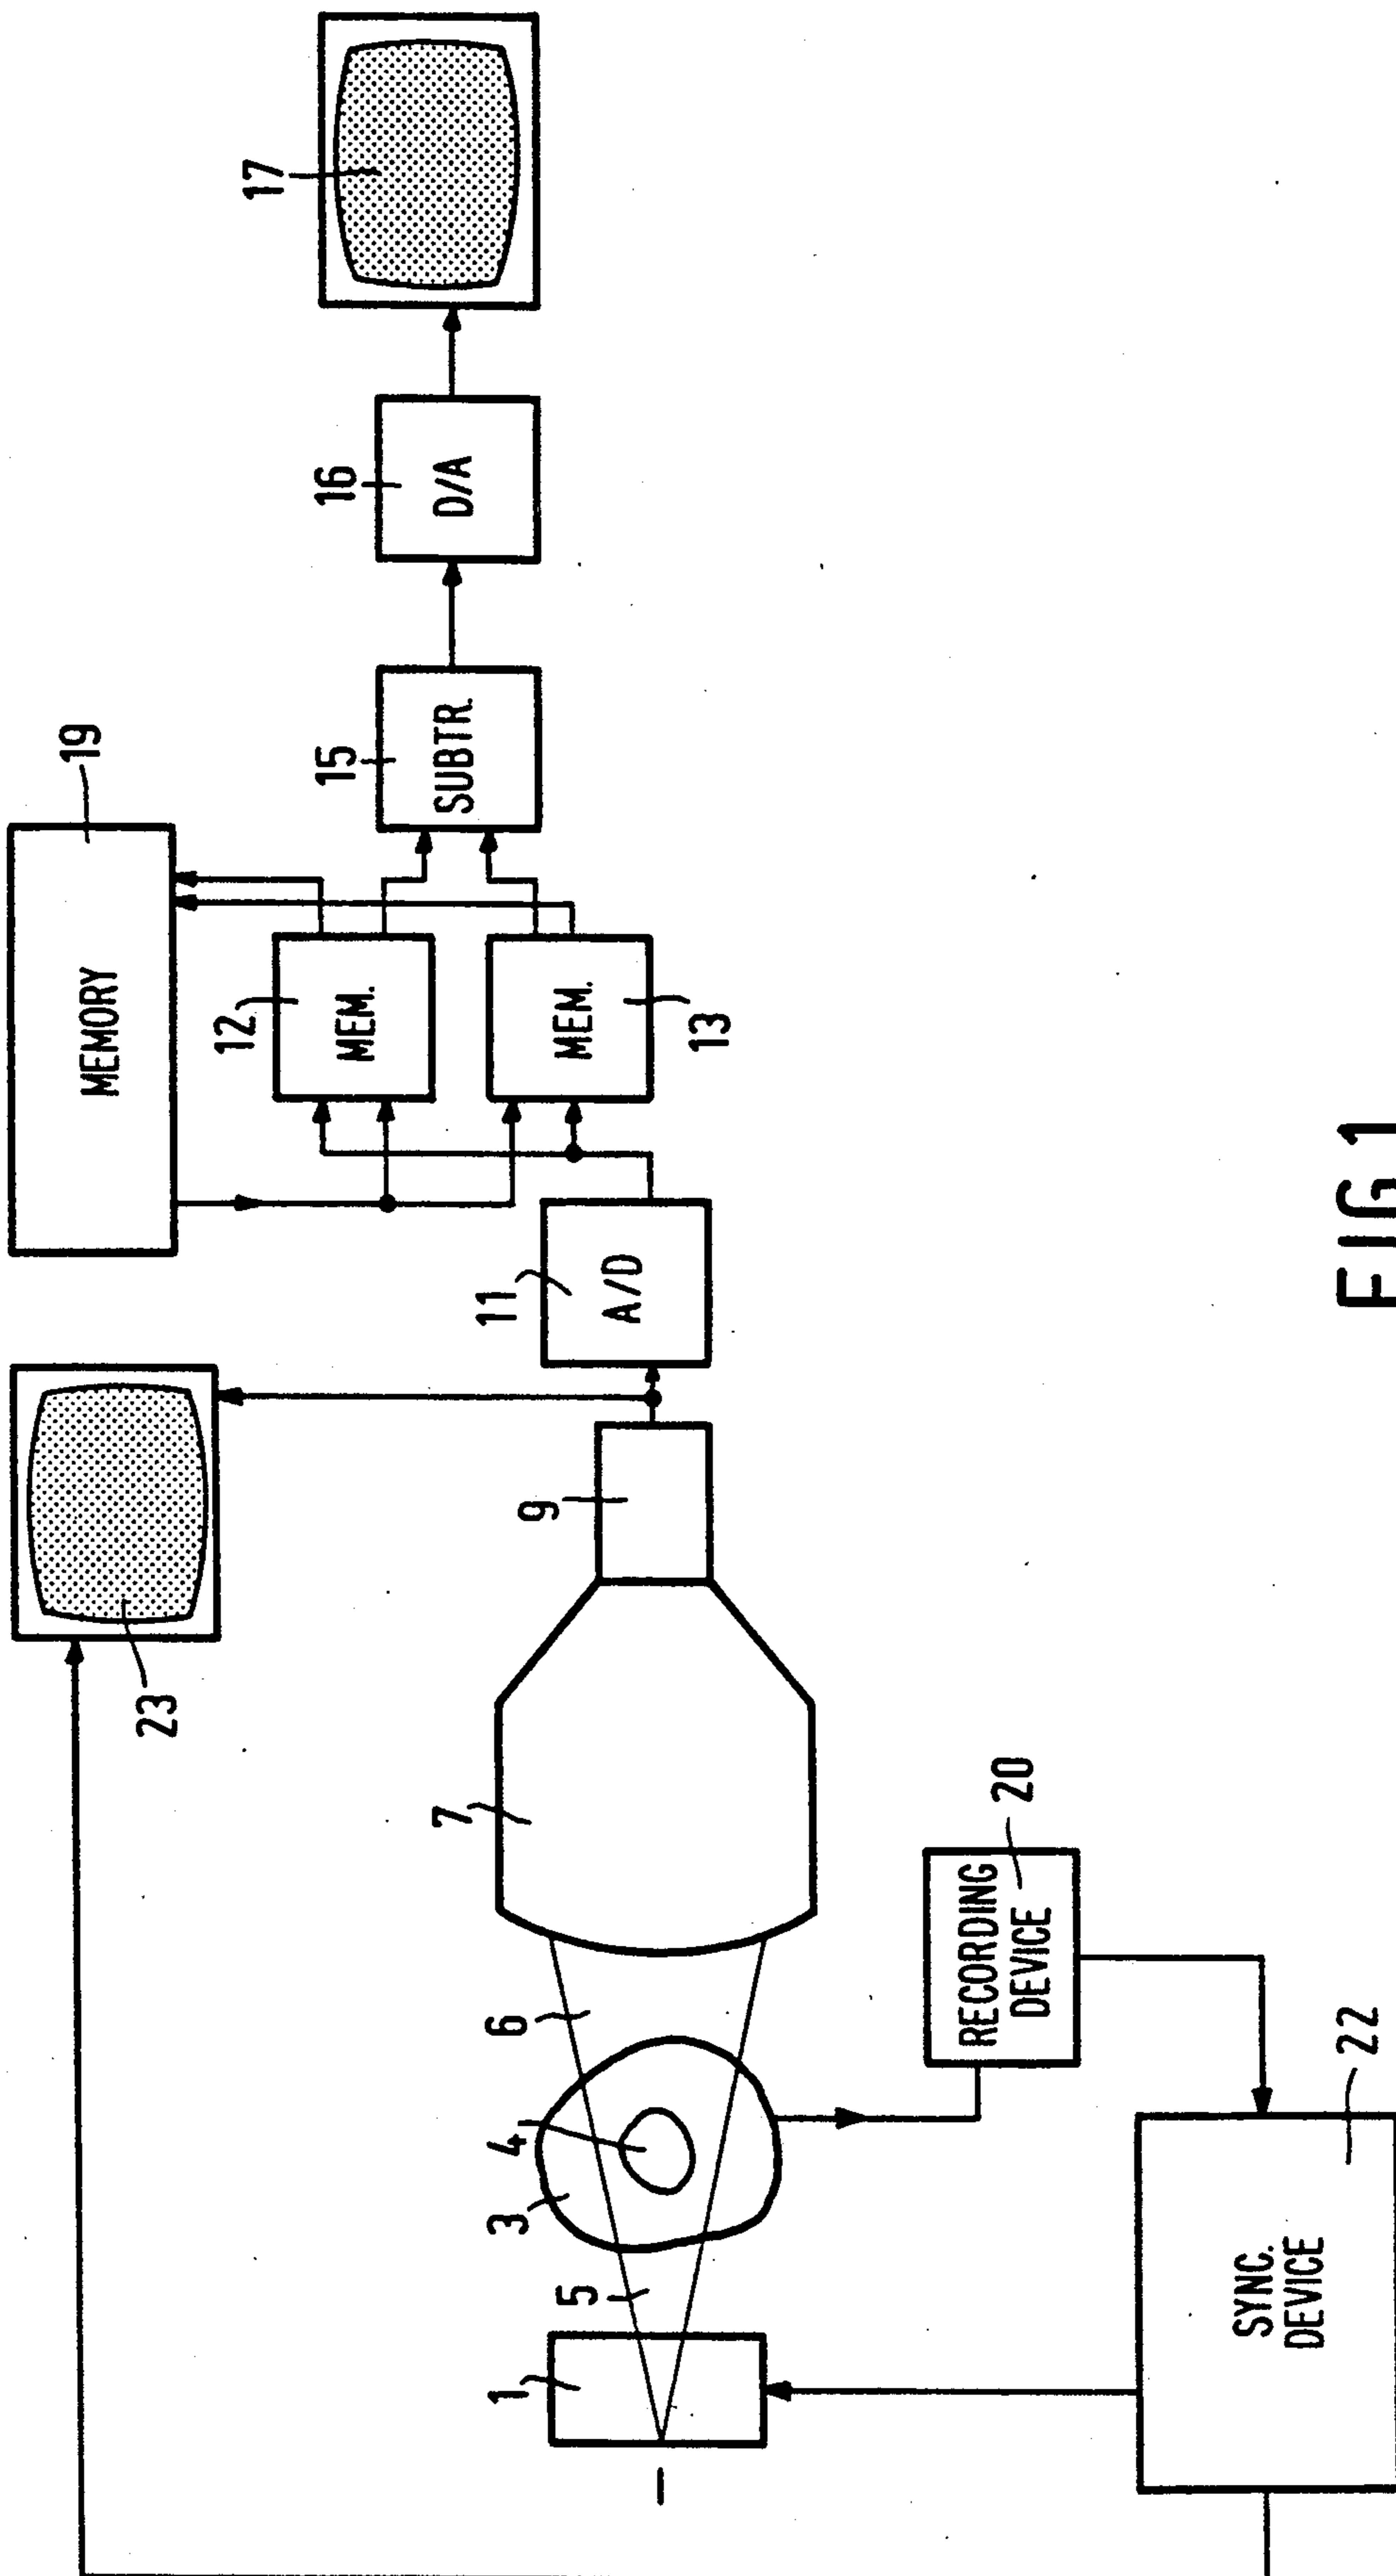 17
19
MEMORY
16
D/A
15
SUBTR.
12
MEM.
MEM.
13
11
A/D
23
9
7
6
4
3
5
1
RECORDING
DEVICE
20
SYNC.
DEVICE
22
FIG.1